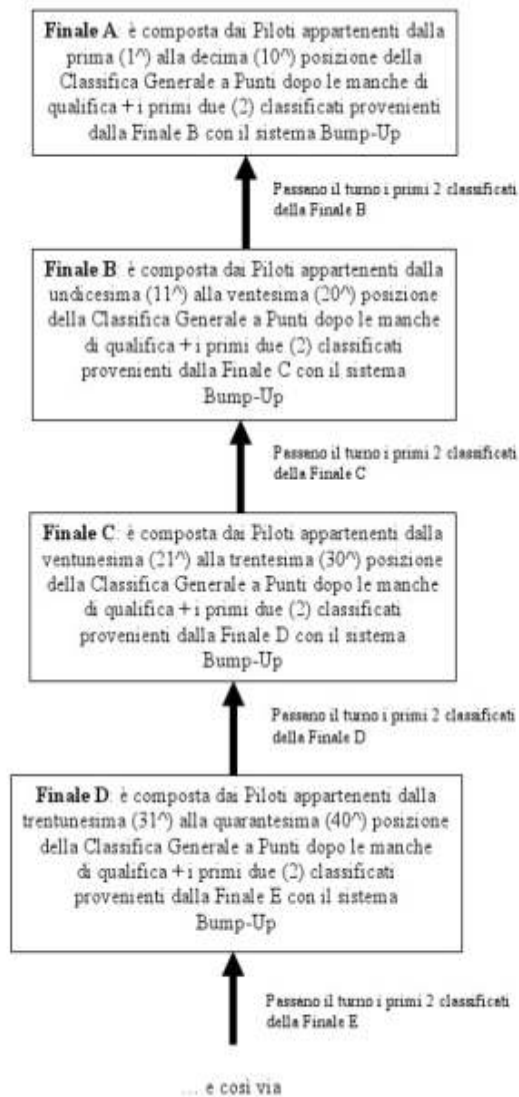 Finale A: è composta dai Piloti appartenenti dalla
prima (1^) alla decima (10^) posizione della
Classifica Generale a Punti dopo le manche di
qualifica + i primi due (2) classificati provenienti
dalla Finale B con il sistema Bump-Up
Passano il turno i primi 2 classificati
della Finale B
Finale B: è composta dai Piloti appartenenti dalla
undicesima (11^) alla ventesima (20^) posizione
della Classifica Generale a Punti dopo le manche
di qualifica + i primi due (2) classificati
provenienti dalla Finale C con il sistema
Bump-Up
Passano il turno i primi 2 classificati
della Finale C
Finale C: è composta dai Piloti appartenenti dalla
ventunesima (21^) alla trentesima (30^) posizione
della Classifica Generale a Punti dopo le manche
di qualifica + i primi due (2) classificati
provenienti dalla Finale D con il sistema
Bump-Up
Passano il turno i primi 2 classificati
della Finale D
Finale D: è composta dai Piloti appartenenti dalla
trentunesima (31^) alla quarantesima (40^) posizione
della Classifica Generale a Punti dopo le manche
di qualifica + i primi due (2) classificati
provenienti dalla Finale E con il sistema
Bump-Up
Passano il turno i primi 2 classificati
della Finale E
... e così via